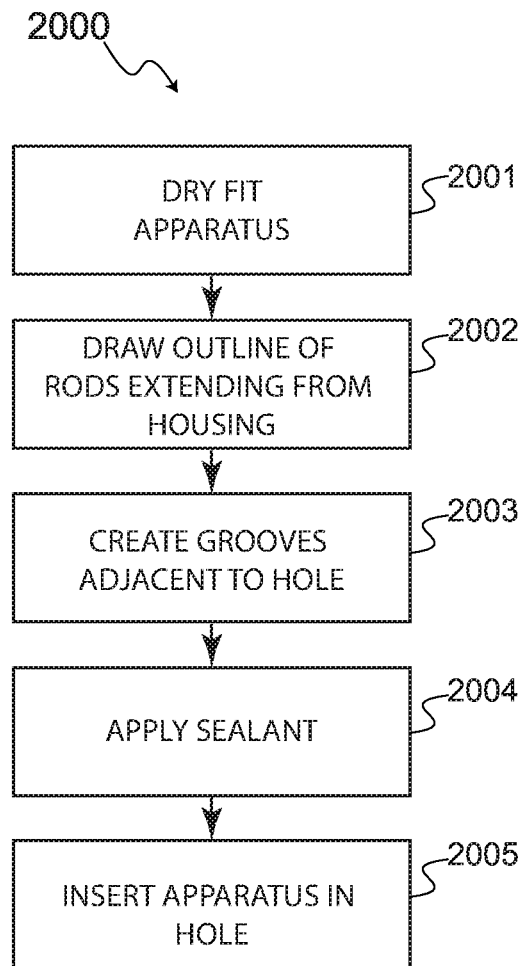 2000
DRY FIT
APPARATUS
2001
DRAW OUTLINE OF
RODS EXTENDING FROM
HOUSING
2002
CREATE GROOVES
ADJACENT TO HOLE
2003
APPLY SEALANT
2004
INSERT APPARATUS IN
HOLE
2005